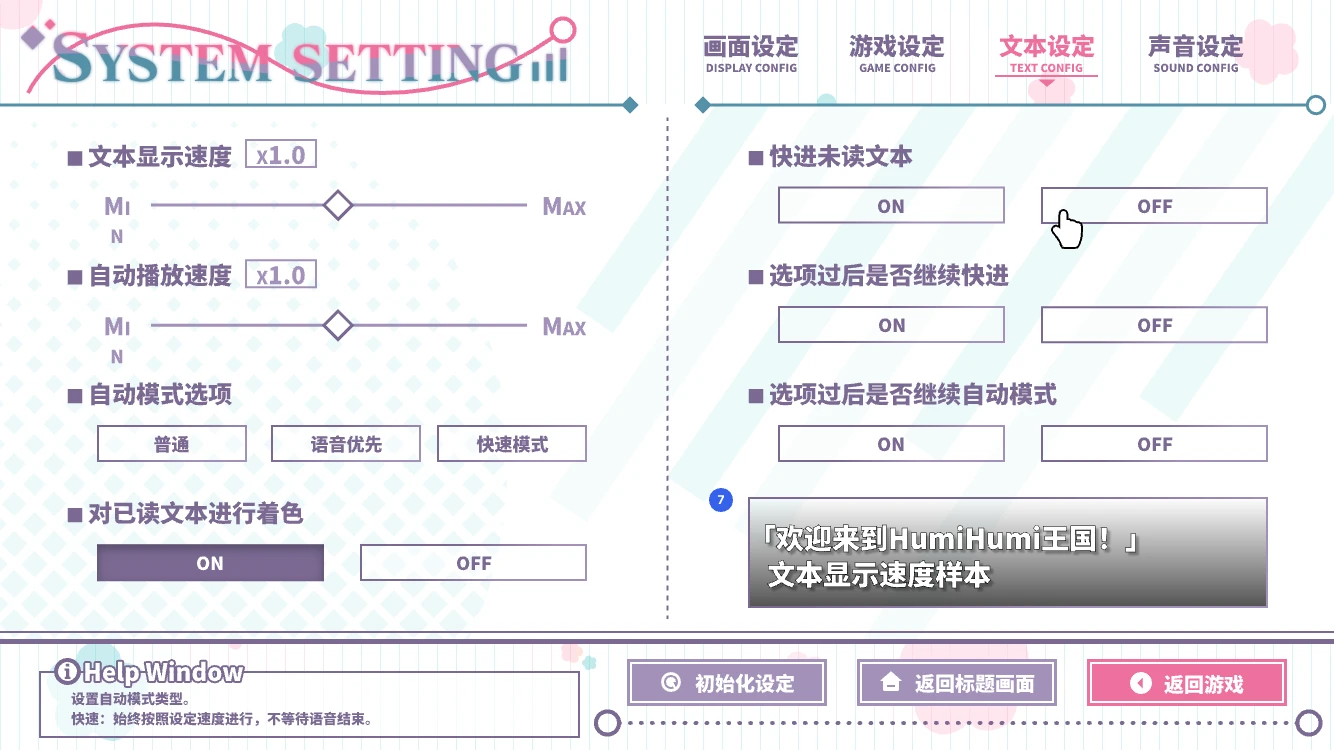 SYSTEM SETTING
画面设定
DISPLAY CONFIG
游戏设定
GAME CONFIG
文本设定
TEXT CONFIG
声音设定
SOUND CONFIG
文本显示速度 x1.0
MI
N
MAX
自动播放速度 x1.0
MI
N
MAX
自动模式选项
普通 语音优先 快速模式
对已读文本进行着色
ON OFF
快进未读文本
ON OFF
选项过后是否继续快进
ON OFF
选项过后是否继续自动模式
ON OFF
7
「欢迎来到HumiHumi王国！」
文本显示速度样本
Help Window
设置自动模式类型。
快速：始终按照设定速度进行，不等待语音结束。
初始化设定 返回标题画面 返回游戏